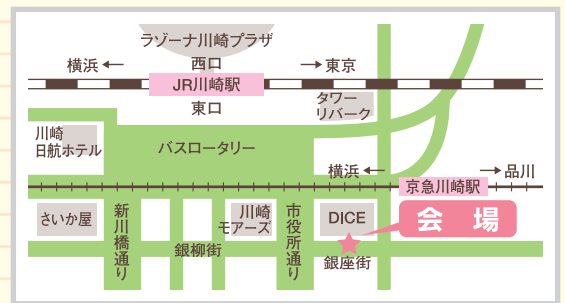 ラゾーナ川崎プラザ
横浜
西口
東京
JR川崎駅
東口
タワー
リバーク
川崎
日航ホテル
バスロータリー
横浜
品川
京急川崎駅
さいか屋
新川橋通り
銀柳街
川崎
モアーズ
市役所通り
DICE
会場
銀座街